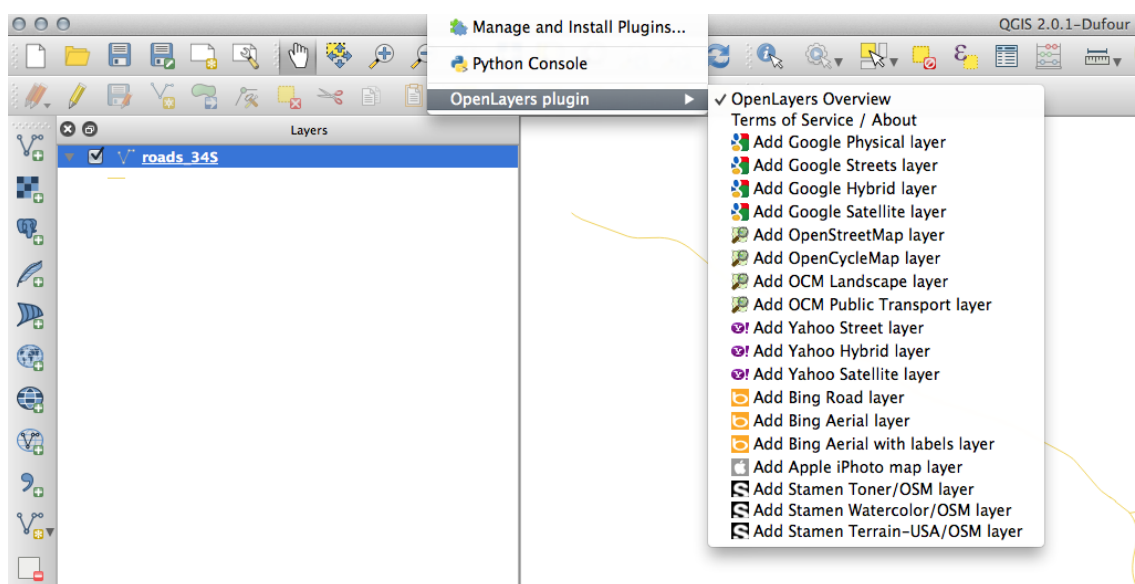 Manage and Install Plugins...
QGIS 2.0.1-Dufour
Python Console
OpenLayers plugin
Layers
roads_34S
OpenLayers Overview
Terms of Service / About
Add Google Physical layer
Add Google Streets layer
Add Google Hybrid layer
Add Google Satellite layer
Add OpenStreetMap layer
Add OpenCycleMap layer
Add OCM Landscape layer
Add OCM Public Transport layer
Add Yahoo Street layer
Add Yahoo Hybrid layer
Add Yahoo Satellite layer
Add Bing Road layer
Add Bing Aerial layer
Add Bing Aerial with labels layer
Add Apple iPhoto map layer
Add Stamen Toner/OSM layer
Add Stamen Watercolor/OSM layer
Add Stamen Terrain-USA/OSM layer